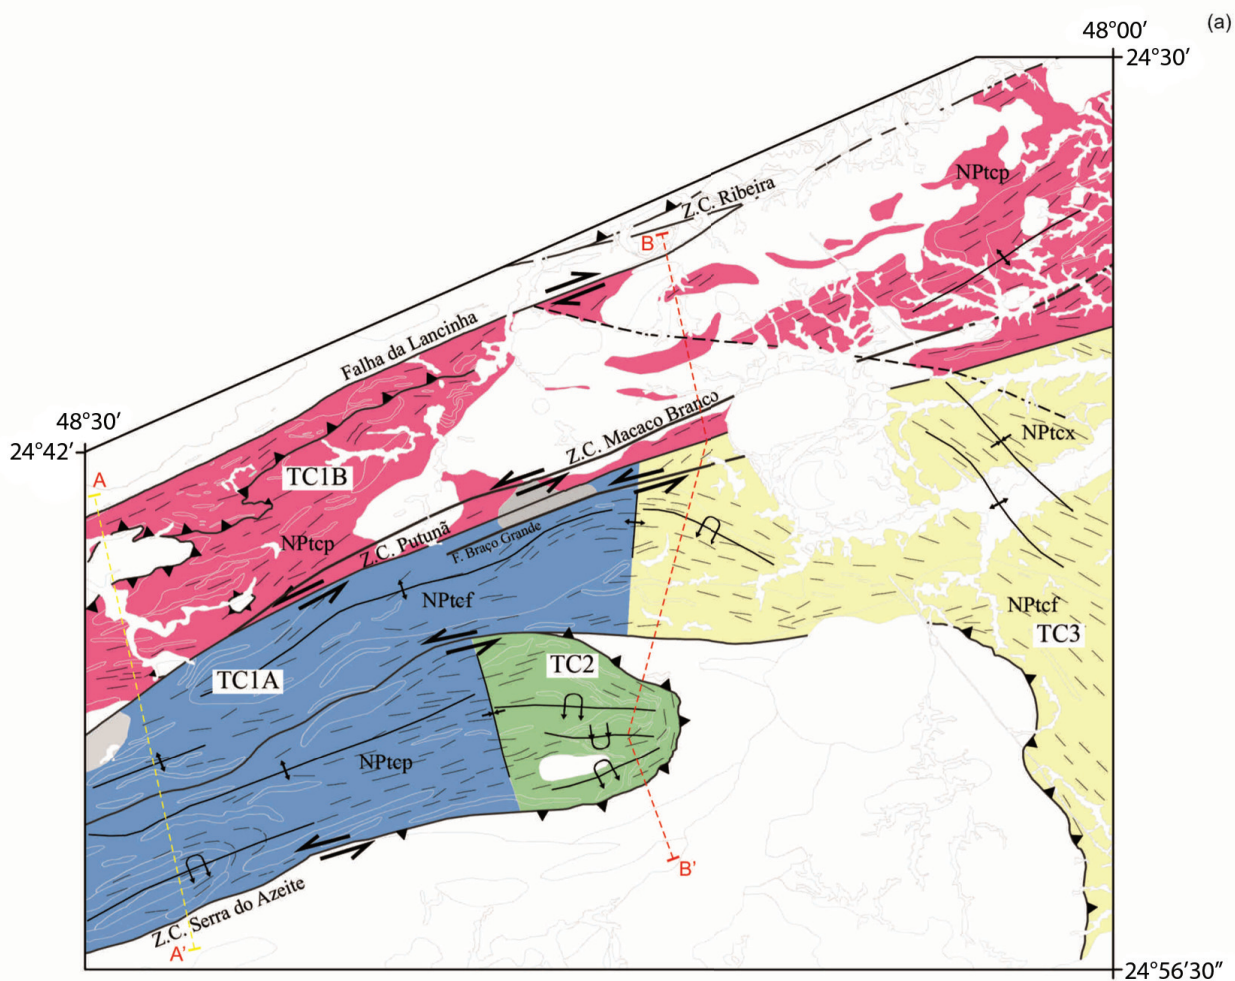 (a)
48°00′
24°30′
NPtcp
Z.C. Ribeira
B
Falha da Lancinha
48°30′
24°42′
Z.C. Macaco Branco
NPtcx
A
TC1B
NPtcp
Z.C. Putunã
F. Braço Grande
NPtcf
NPtcf
TC3
TC2
TC1A
NPtcp
B′
Z.C. Serra do Azeite
A′
24°56′30″